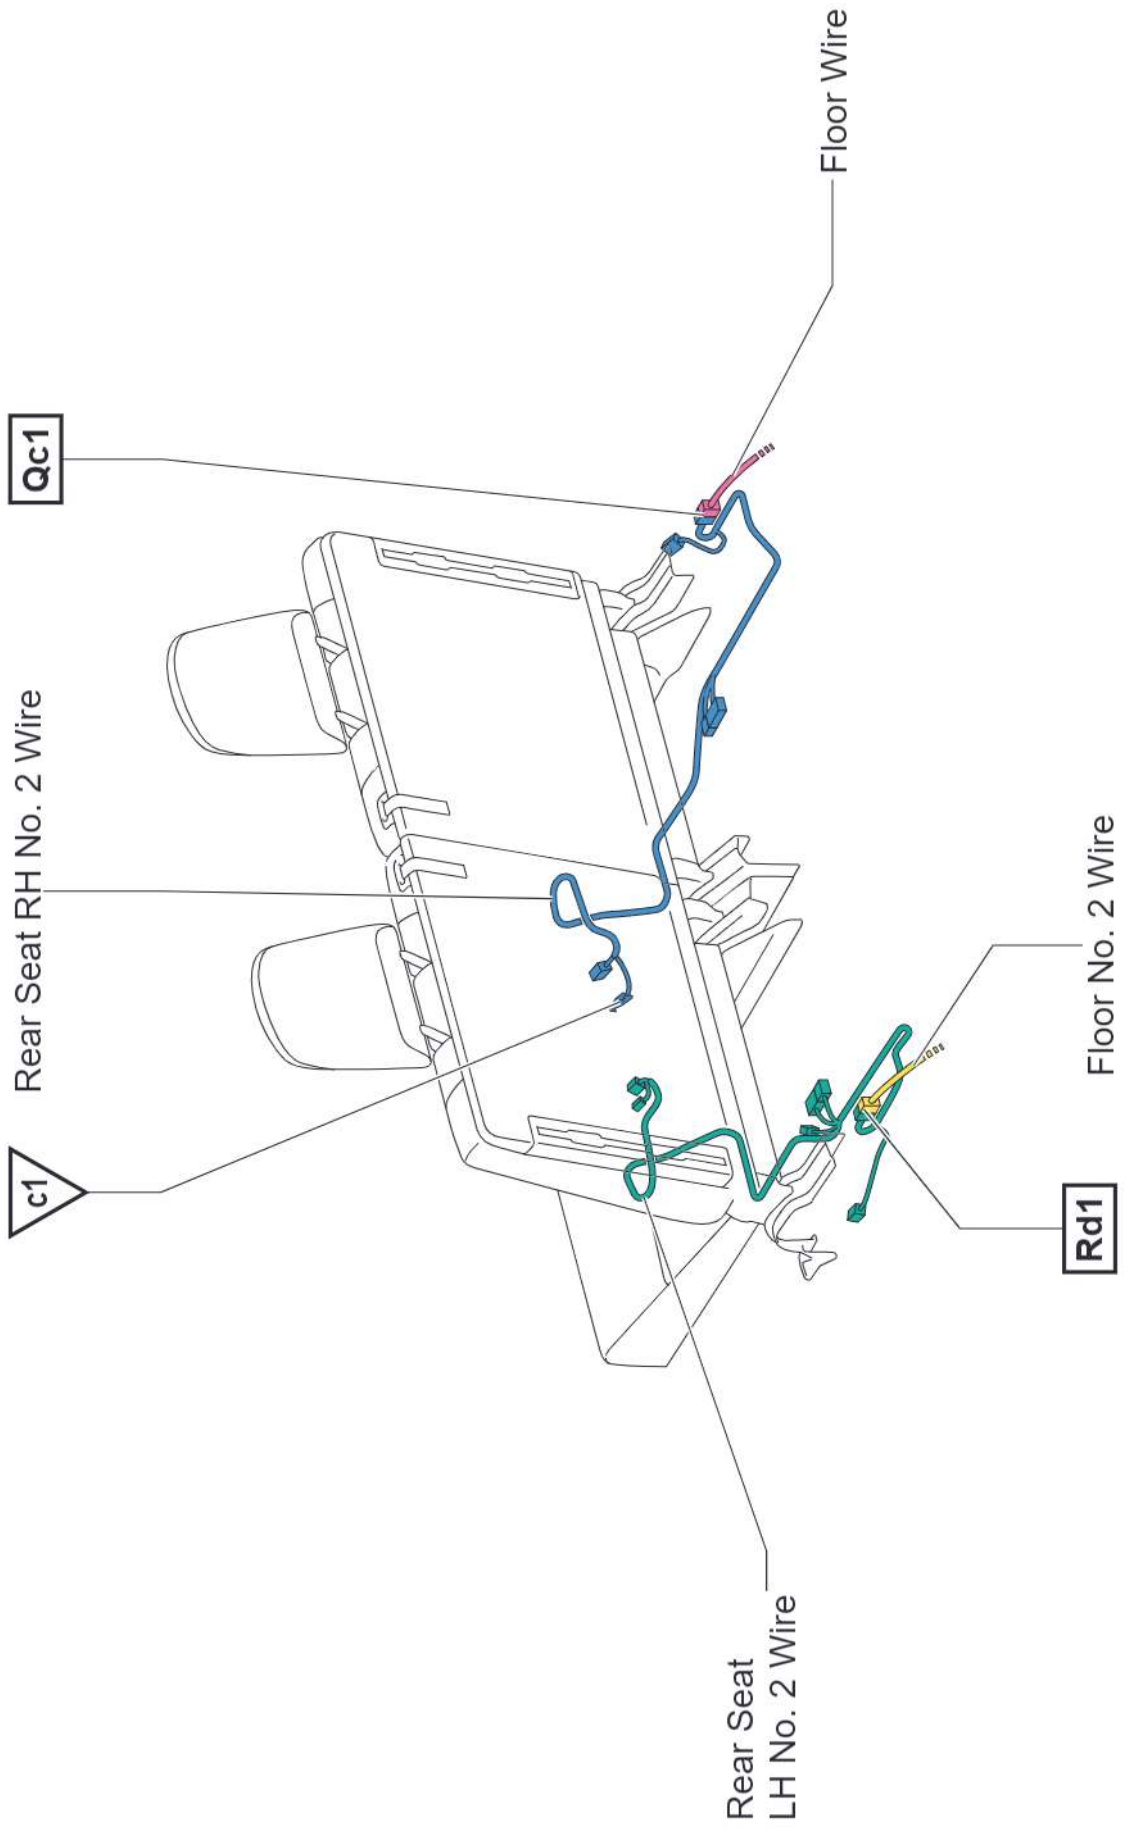 Qc1
Rear Seat RH No. 2 Wire
c1
Floor Wire
Floor No. 2 Wire
Rd1
Rear Seat
LH No. 2 Wire